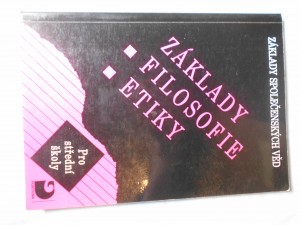 ZÁKLADY SPOLEČENSKÝCH VĚD
ZÁKLADY
FILOSOFIE
ETIKY
Pro
střední
školy